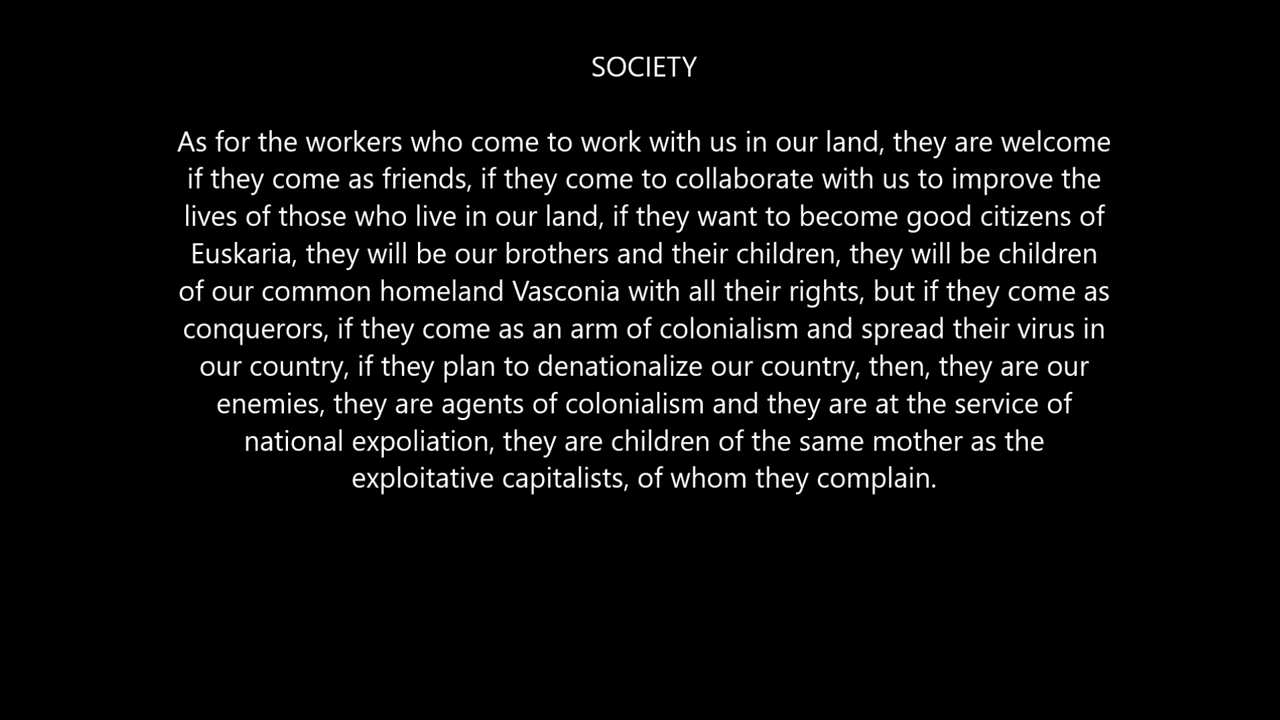 SOCIETY
As for the workers who come to work with us in our land, they are welcome
if they come as friends, if they come to collaborate with us to improve the
lives of those who live in our land, if they want to become good citizens of
Euskaria, they will be our brothers and their children, they will be children
of our common homeland Vasconia with all their rights, but if they come as
conquerors, if they come as an arm of colonialism and spread their virus in
our country, if they plan to denationalize our country, then, they are our
enemies, they are agents of colonialism and they are at the service of
national expoliation, they are children of the same mother as the
exploitative capitalists, of whom they complain.